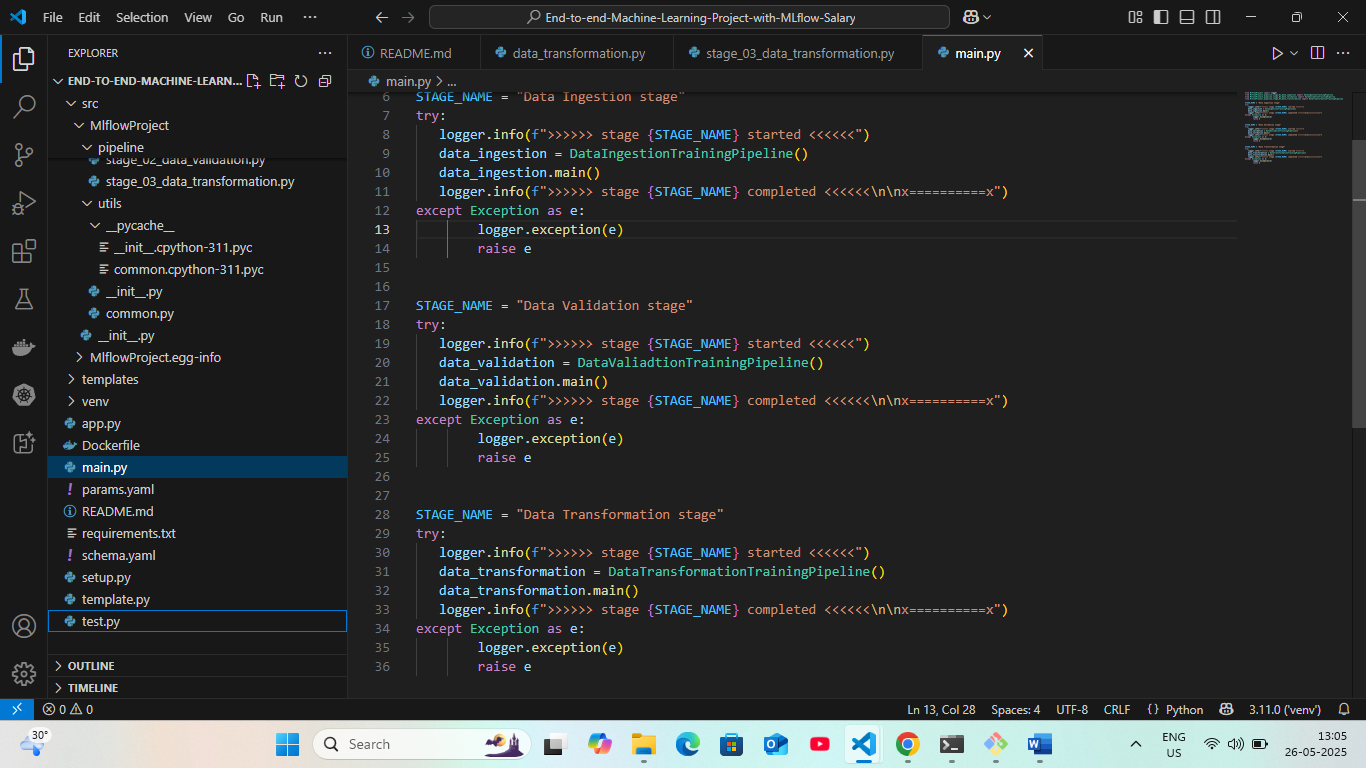 File Edit Selection View Go Run ···
End-to-end-Machine-Learning-Project-with-MLflow-Salary
EXPLORER ···
END-TO-END-MACHINE-LEARN...
src
MlflowProject
pipeline
stage_02_data_validation.py
stage_03_data_transformation.py
utils
__pycache__
__init__.cpython-311.pyc
common.cpython-311.pyc
__init__.py
common.py
__init__.py
MlflowProject.egg-info
templates
venv
app.py
Dockerfile
main.py
params.yaml
README.md
requirements.txt
schema.yaml
setup.py
template.py
test.py
OUTLINE
TIMELINE
README.md data_transformation.py stage_03_data_transformation.py main.py
main.py > ...
6 STAGE_NAME = "Data Ingestion stage"
7 try:
8 logger.info(f">>>>>> stage {STAGE_NAME} started <<<<<<")
9 data_ingestion = DataIngestionTrainingPipeline()
10 data_ingestion.main()
11 logger.info(f">>>>>> stage {STAGE_NAME} completed <<<<<<\n\nx==========x")
12 except Exception as e:
13 logger.exception(e)
14 raise e
15
16
17 STAGE_NAME = "Data Validation stage"
18 try:
19 logger.info(f">>>>>> stage {STAGE_NAME} started <<<<<<")
20 data_validation = DataValiadtionTrainingPipeline()
21 data_validation.main()
22 logger.info(f">>>>>> stage {STAGE_NAME} completed <<<<<<\n\nx==========x")
23 except Exception as e:
24 logger.exception(e)
25 raise e
26
27
28 STAGE_NAME = "Data Transformation stage"
29 try:
30 logger.info(f">>>>>> stage {STAGE_NAME} started <<<<<<")
31 data_transformation = DataTransformationTrainingPipeline()
32 data_transformation.main()
33 logger.info(f">>>>>> stage {STAGE_NAME} completed <<<<<<\n\nx==========x")
34 except Exception as e:
35 logger.exception(e)
36 raise e
0 0 Ln 13, Col 28 Spaces: 4 UTF-8 CRLF {} Python 3.11.0 ('venv')
30° Search ENG 13:05
US 26-05-2025